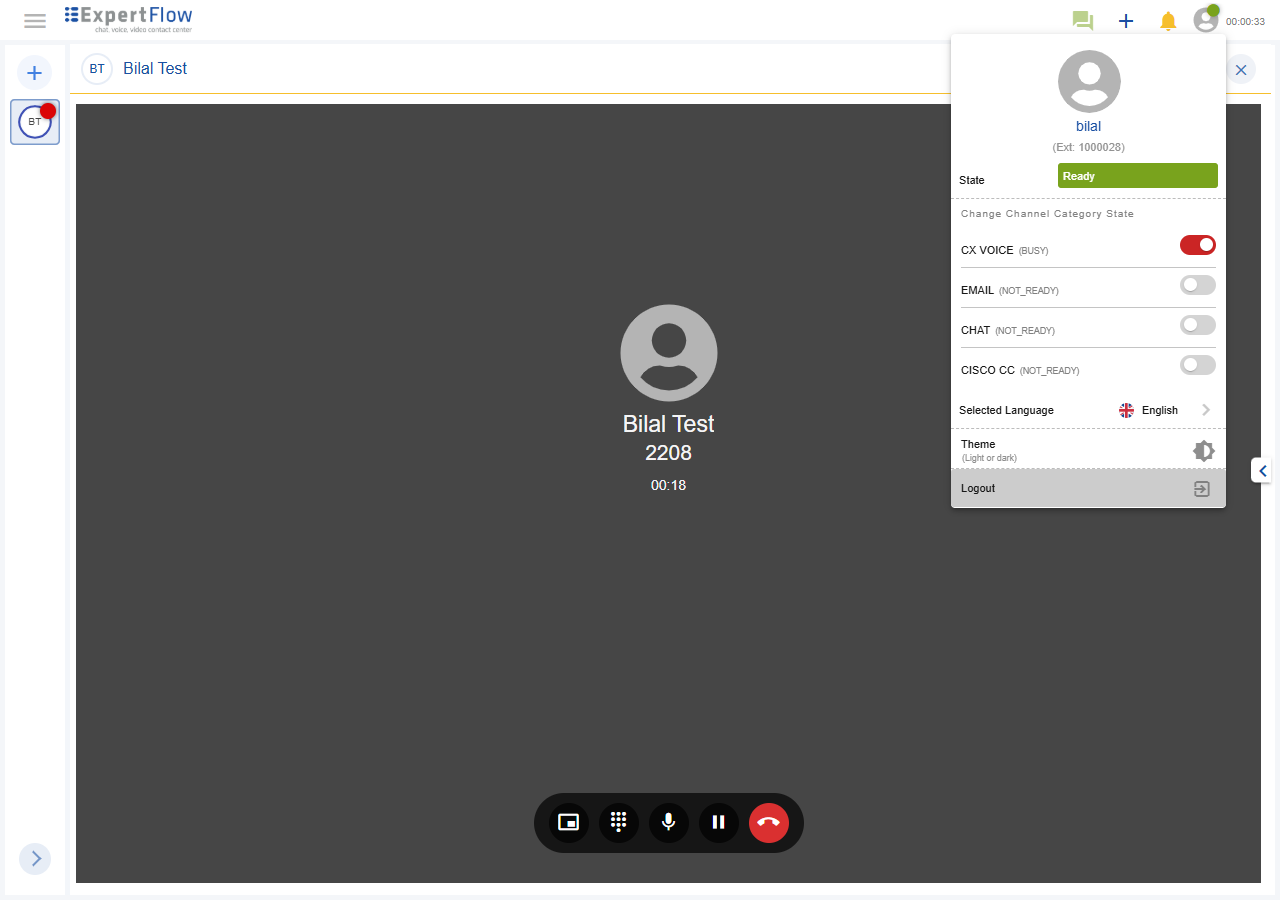 ExpertFlow
chat, voice, video contact center
00:00:33
BT
Bilal Test
BT
Bilal Test
2208
00:18
bilal
(Ext: 1000028)
State
Ready
Change Channel Category State
CX VOICE (BUSY)
EMAIL (NOT_READY)
CHAT (NOT_READY)
CISCO CC (NOT_READY)
Selected Language English
Theme
(Light or dark)
Logout